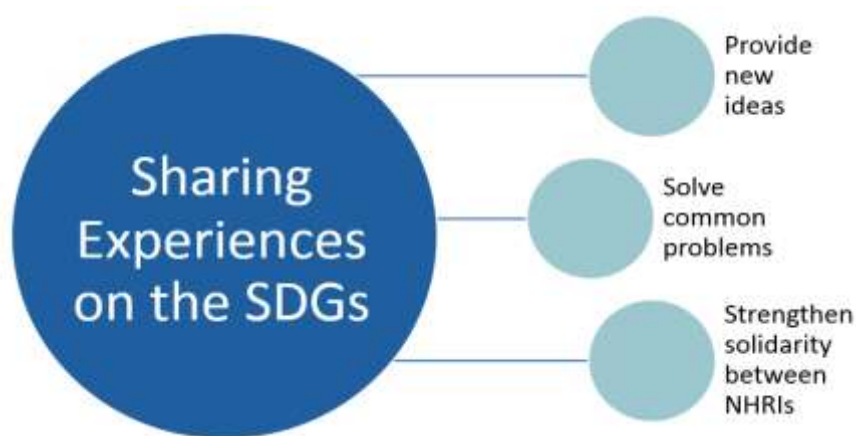 Sharing
Experiences
on the SDGs
Provide
new
ideas
Solve
common
problems
Strengthen
solidarity
between
NHRIs